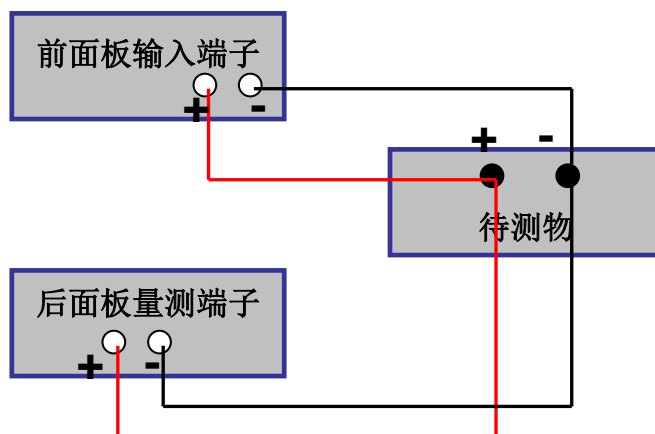 前面板输入端子
+ -
+ -
待测物
后面板量测端子
+ -